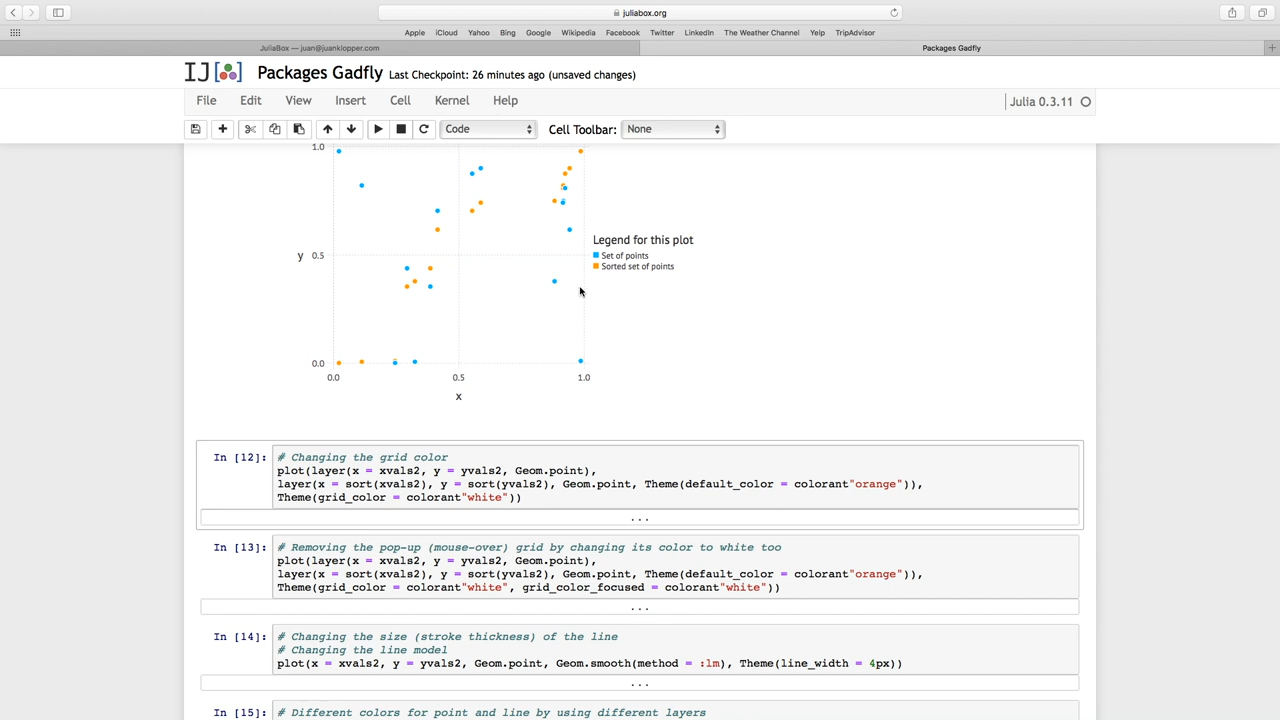 juliabox.org
Apple iCloud Yahoo Bing Google Wikipedia Facebook Twitter LinkedIn The Weather Channel Yelp TripAdvisor
JuliaBox — juan@juanklopper.com Packages Gadfly
IJ[ ] Packages Gadfly Last Checkpoint: 26 minutes ago (unsaved changes)
File Edit View Insert Cell Kernel Help Julia 0.3.11
Code Cell Toolbar: None
1.0
Legend for this plot
y 0.5 Set of points
Sorted set of points
0.0
0.0 0.5 1.0
x
In [12]: # Changing the grid color
plot(layer(x = xvals2, y = yvals2, Geom.point),
layer(x = sort(xvals2), y = sort(yvals2), Geom.point, Theme(default_color = colorant"orange")),
Theme(grid_color = colorant"white"))
...
In [13]: # Removing the pop-up (mouse-over) grid by changing its color to white too
plot(layer(x = xvals2, y = yvals2, Geom.point),
layer(x = sort(xvals2), y = sort(yvals2), Geom.point, Theme(default_color = colorant"orange")),
Theme(grid_color = colorant"white", grid_color_focused = colorant"white"))
...
In [14]: # Changing the size (stroke thickness) of the line
# Changing the line model
plot(x = xvals2, y = yvals2, Geom.point, Geom.smooth(method = :lm), Theme(line_width = 4px))
...
In [15]: # Different colors for point and line by using different layers